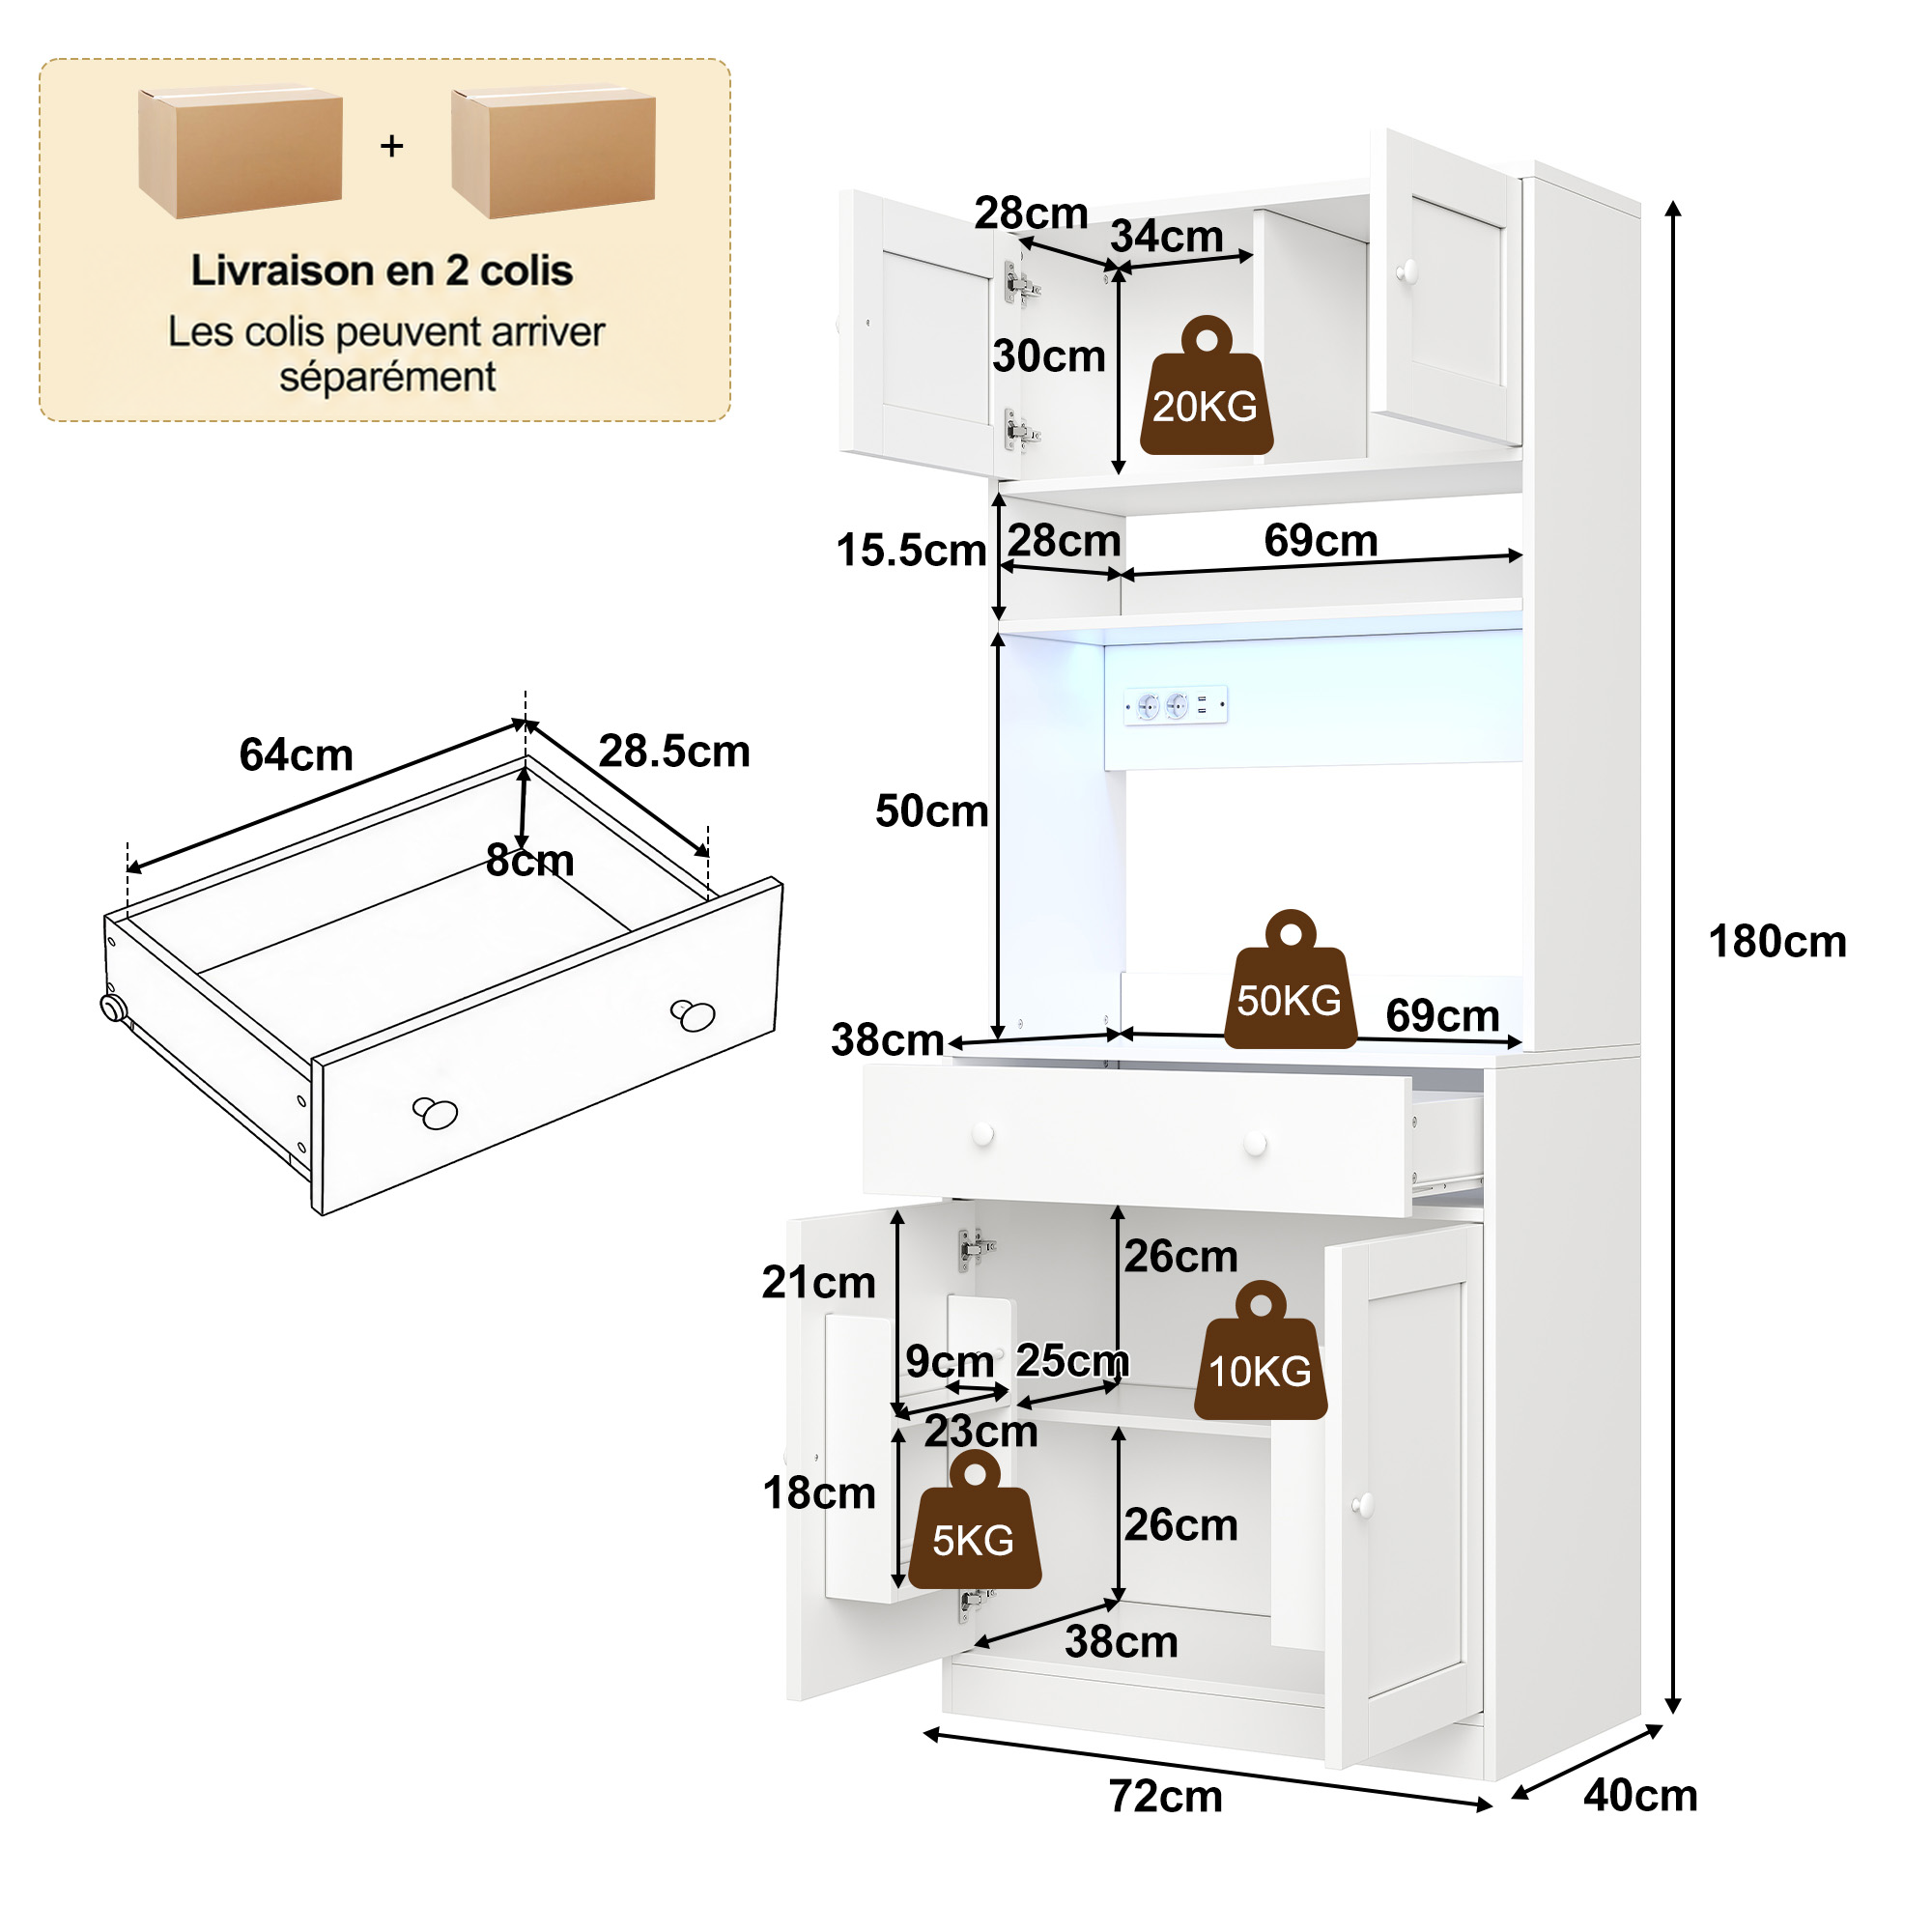 +
Livraison en 2 colis
Les colis peuvent arriver
séparément
28cm
34cm
30cm
20KG
15.5cm
28cm
69cm
50cm
180cm
50KG
69cm
38cm
64cm
28.5cm
8cm
21cm
26cm
9cm
25cm
10KG
23cm
18cm
5KG
26cm
38cm
72cm
40cm